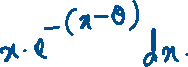 x · e^{-(x-θ)} dx.